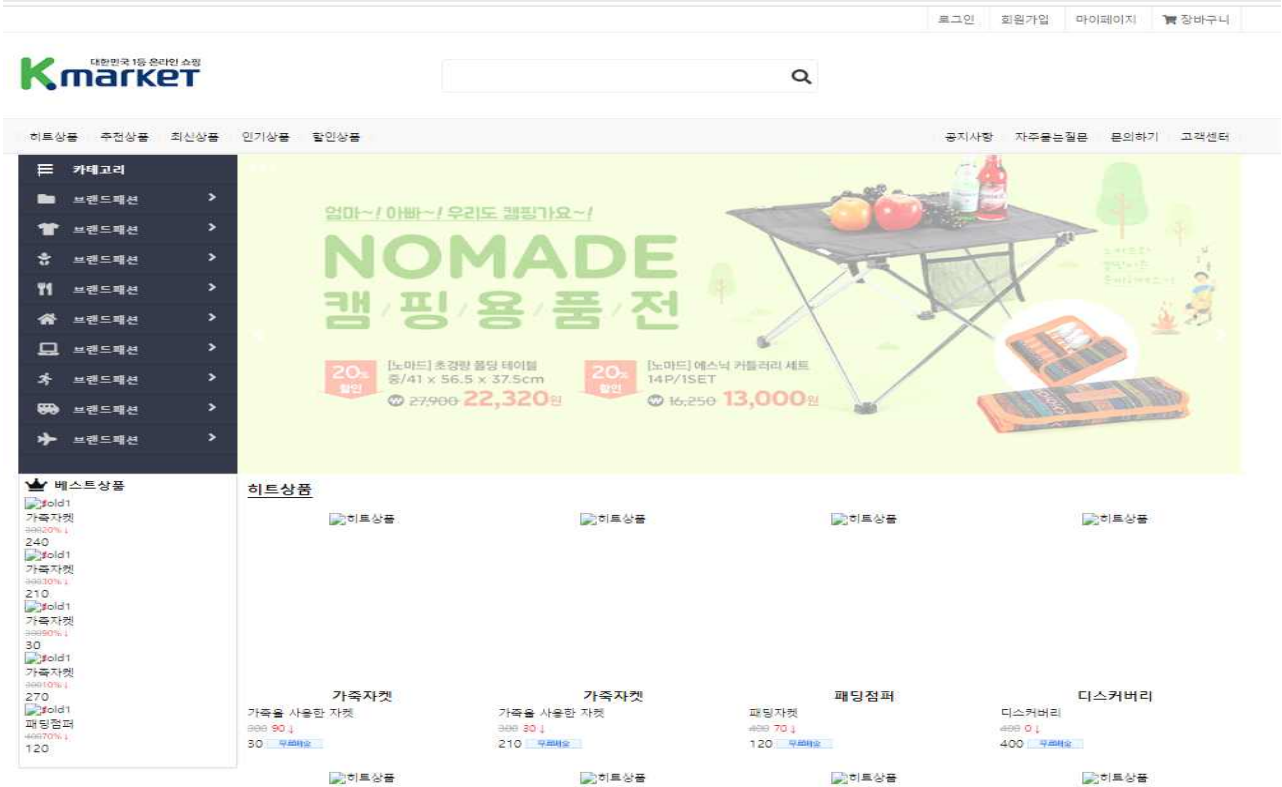 로그인 회원가입 마이페이지 장바구니
대한민국 1등 온라인 쇼핑
Kmarket
히트상품 추천상품 최신상품 인기상품 할인상품 공지사항 자주묻는질문 문의하기 고객센터
카테고리
브랜드패션
브랜드패션
브랜드패션
브랜드패션
브랜드패션
브랜드패션
브랜드패션
브랜드패션
브랜드패션
엄마~! 아빠~! 우리도 캠핑가요~!
NOMADE
캠/핑/용/품/전
20% 할인
[노마드] 초경량 폴딩 테이블
중/41 x 56.5 x 37.5cm
27,900 22,320원
20% 할인
[노마드] 에스닉 커틀러리 세트
14P/1SET
16,250 13,000원
베스트상품
가죽자켓
30020%↓
240
가죽자켓
30030%↓
210
가죽자켓
30090%↓
30
가죽자켓
30010%↓
270
패딩점퍼
40070%↓
120
히트상품
히트상품 히트상품 히트상품 히트상품
가죽자켓 가죽자켓 패딩점퍼 디스커버리
가죽을 사용한 자켓 가죽을 사용한 자켓 패딩자켓 디스커버리
300 90↓ 300 30↓ 400 70↓ 400 0↓
30 무료배송 210 무료배송 120 무료배송 400 무료배송
히트상품 히트상품 히트상품 히트상품